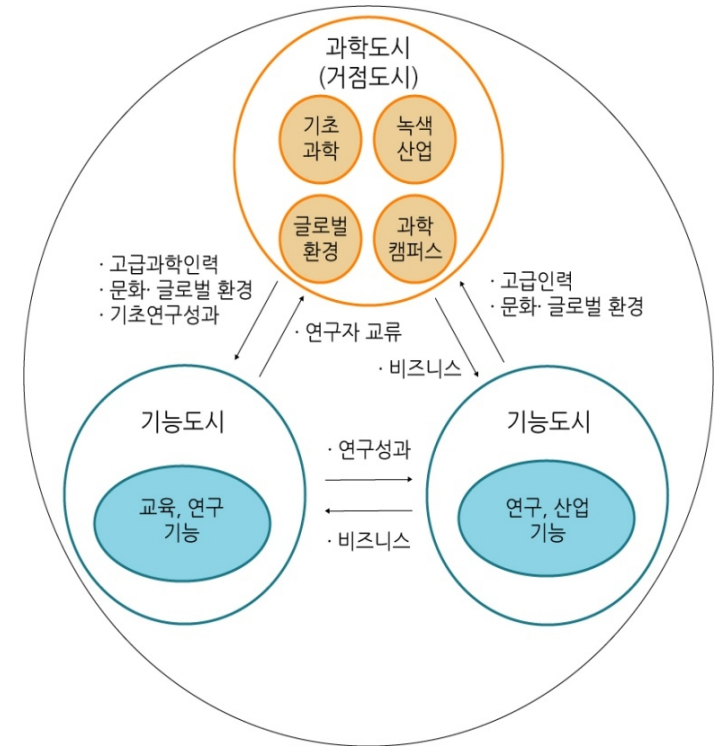 과학도시
(거점도시)
기초
과학
녹색
산업
글로벌
환경
과학
캠퍼스
· 고급과학인력
· 문화· 글로벌 환경
· 기초연구성과
· 고급인력
· 문화· 글로벌 환경
· 연구자 교류
· 비즈니스
기능도시
교육, 연구
기능
· 연구성과
· 비즈니스
기능도시
연구, 산업
기능